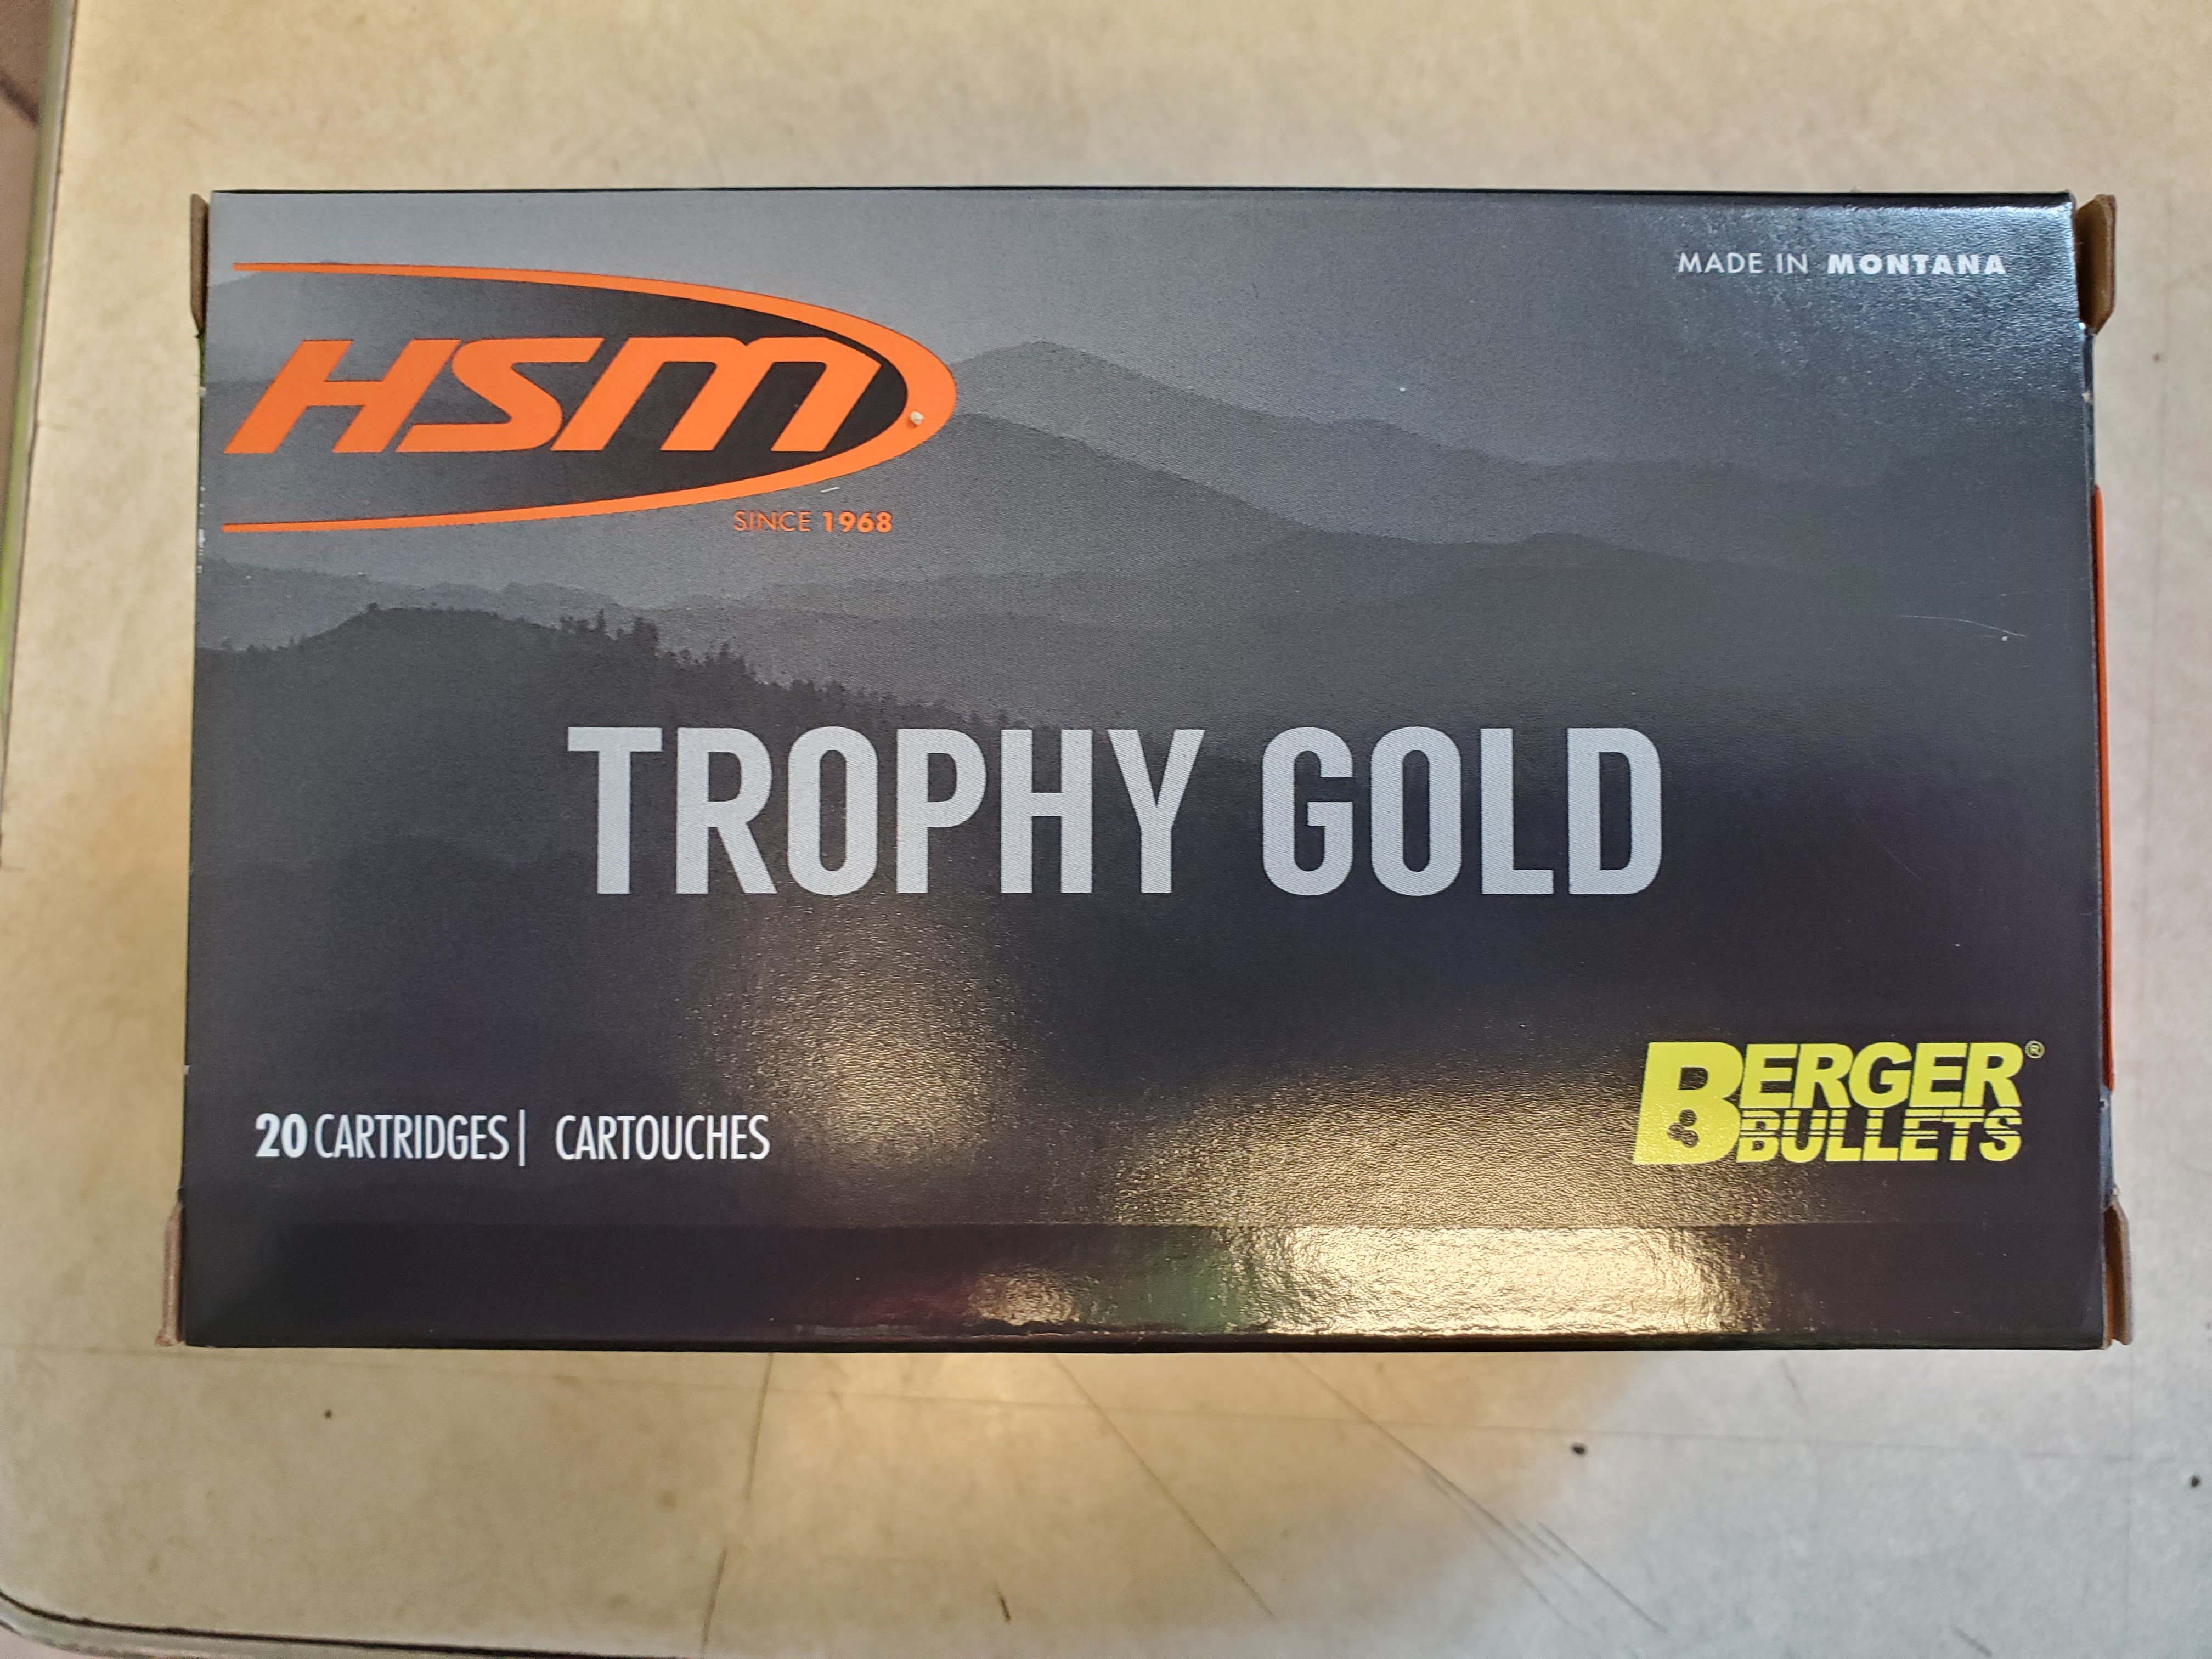 MADE IN MONTANA
HSM
SINCE 1968
TROPHY GOLD
20 CARTRIDGES | CARTOUCHES
BERGER®
BULLETS